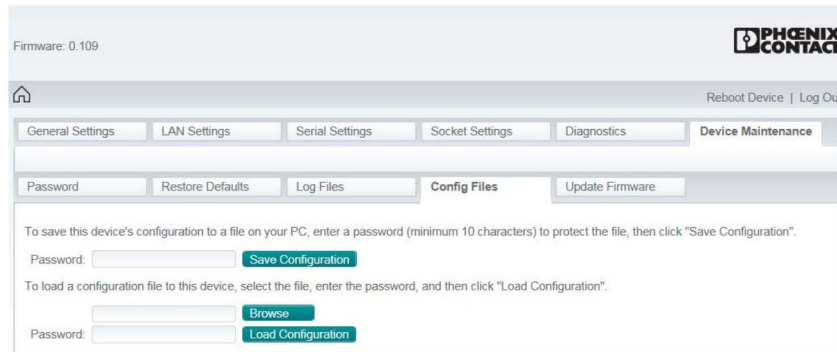 Firmware: 0.109
PHŒNIX
CONTACT
Reboot Device | Log Ou
General Settings LAN Settings Serial Settings Socket Settings Diagnostics Device Maintenance
Password Restore Defaults Log Files Config Files Update Firmware
To save this device's configuration to a file on your PC, enter a password (minimum 10 characters) to protect the file, then click "Save Configuration".
Password: Save Configuration
To load a configuration file to this device, select the file, enter the password, and then click "Load Configuration".
Browse
Password: Load Configuration